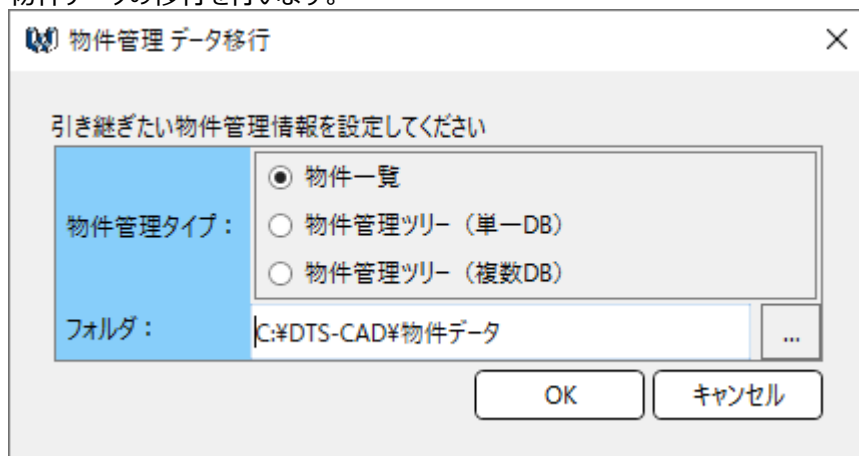 物件データの移行を行います。
物件管理 データ移行
引き継ぎたい物件管理情報を設定してください
物件管理タイプ：
物件一覧
物件管理ツリー（単一DB）
物件管理ツリー（複数DB）
フォルダ：
C:¥DTS-CAD¥物件データ
...
OK
キャンセル